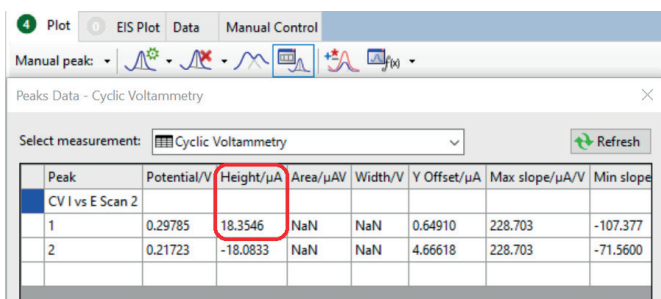 4 Plot 0 EIS Plot Data Manual Control
Manual peak:
Peaks Data - Cyclic Voltammetry
Select measurement: Cyclic Voltammetry Refresh
Peak Potential/V Height/µA Area/µAV Width/V Y Offset/µA Max slope/µA/V Min slope
CV I vs E Scan 2
1 0.29785 18.3546 NaN NaN 0.64910 228.703 -107.377
2 0.21723 -18.0833 NaN NaN 4.66618 228.703 -71.5600